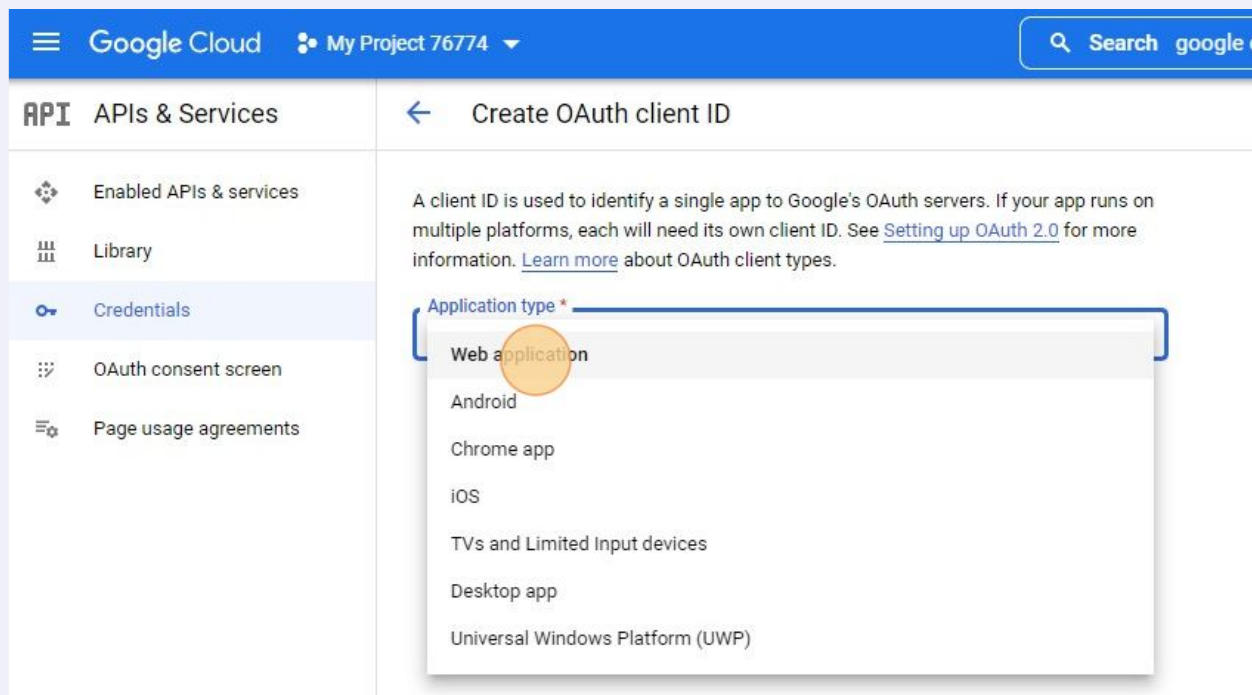 Google Cloud My Project 76774 Search google
API APIs & Services
Create OAuth client ID
Enabled APIs & services
Library
Credentials
OAuth consent screen
Page usage agreements
A client ID is used to identify a single app to Google's OAuth servers. If your app runs on
multiple platforms, each will need its own client ID. See Setting up OAuth 2.0 for more
information. Learn more about OAuth client types.
Application type *
Web application
Android
Chrome app
iOS
TVs and Limited Input devices
Desktop app
Universal Windows Platform (UWP)